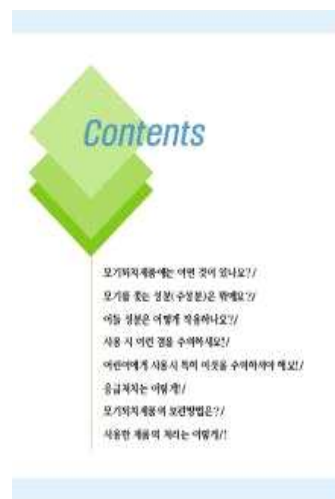 Contents
모기퇴치제품에는 어떤 것이 있나요?/
모기를 쫓는 성분(주성분)은 뭐예요?/
이들 성분은 어떻게 작용하나요?/
사용 시 이런 점을 주의하세요!/
어린이에게 사용시 특히 이것을 주의하셔야 해요!/
응급처치는 이렇게!/
모기퇴치제품의 보관방법은?/
사용한 제품의 처리는 이렇게!/